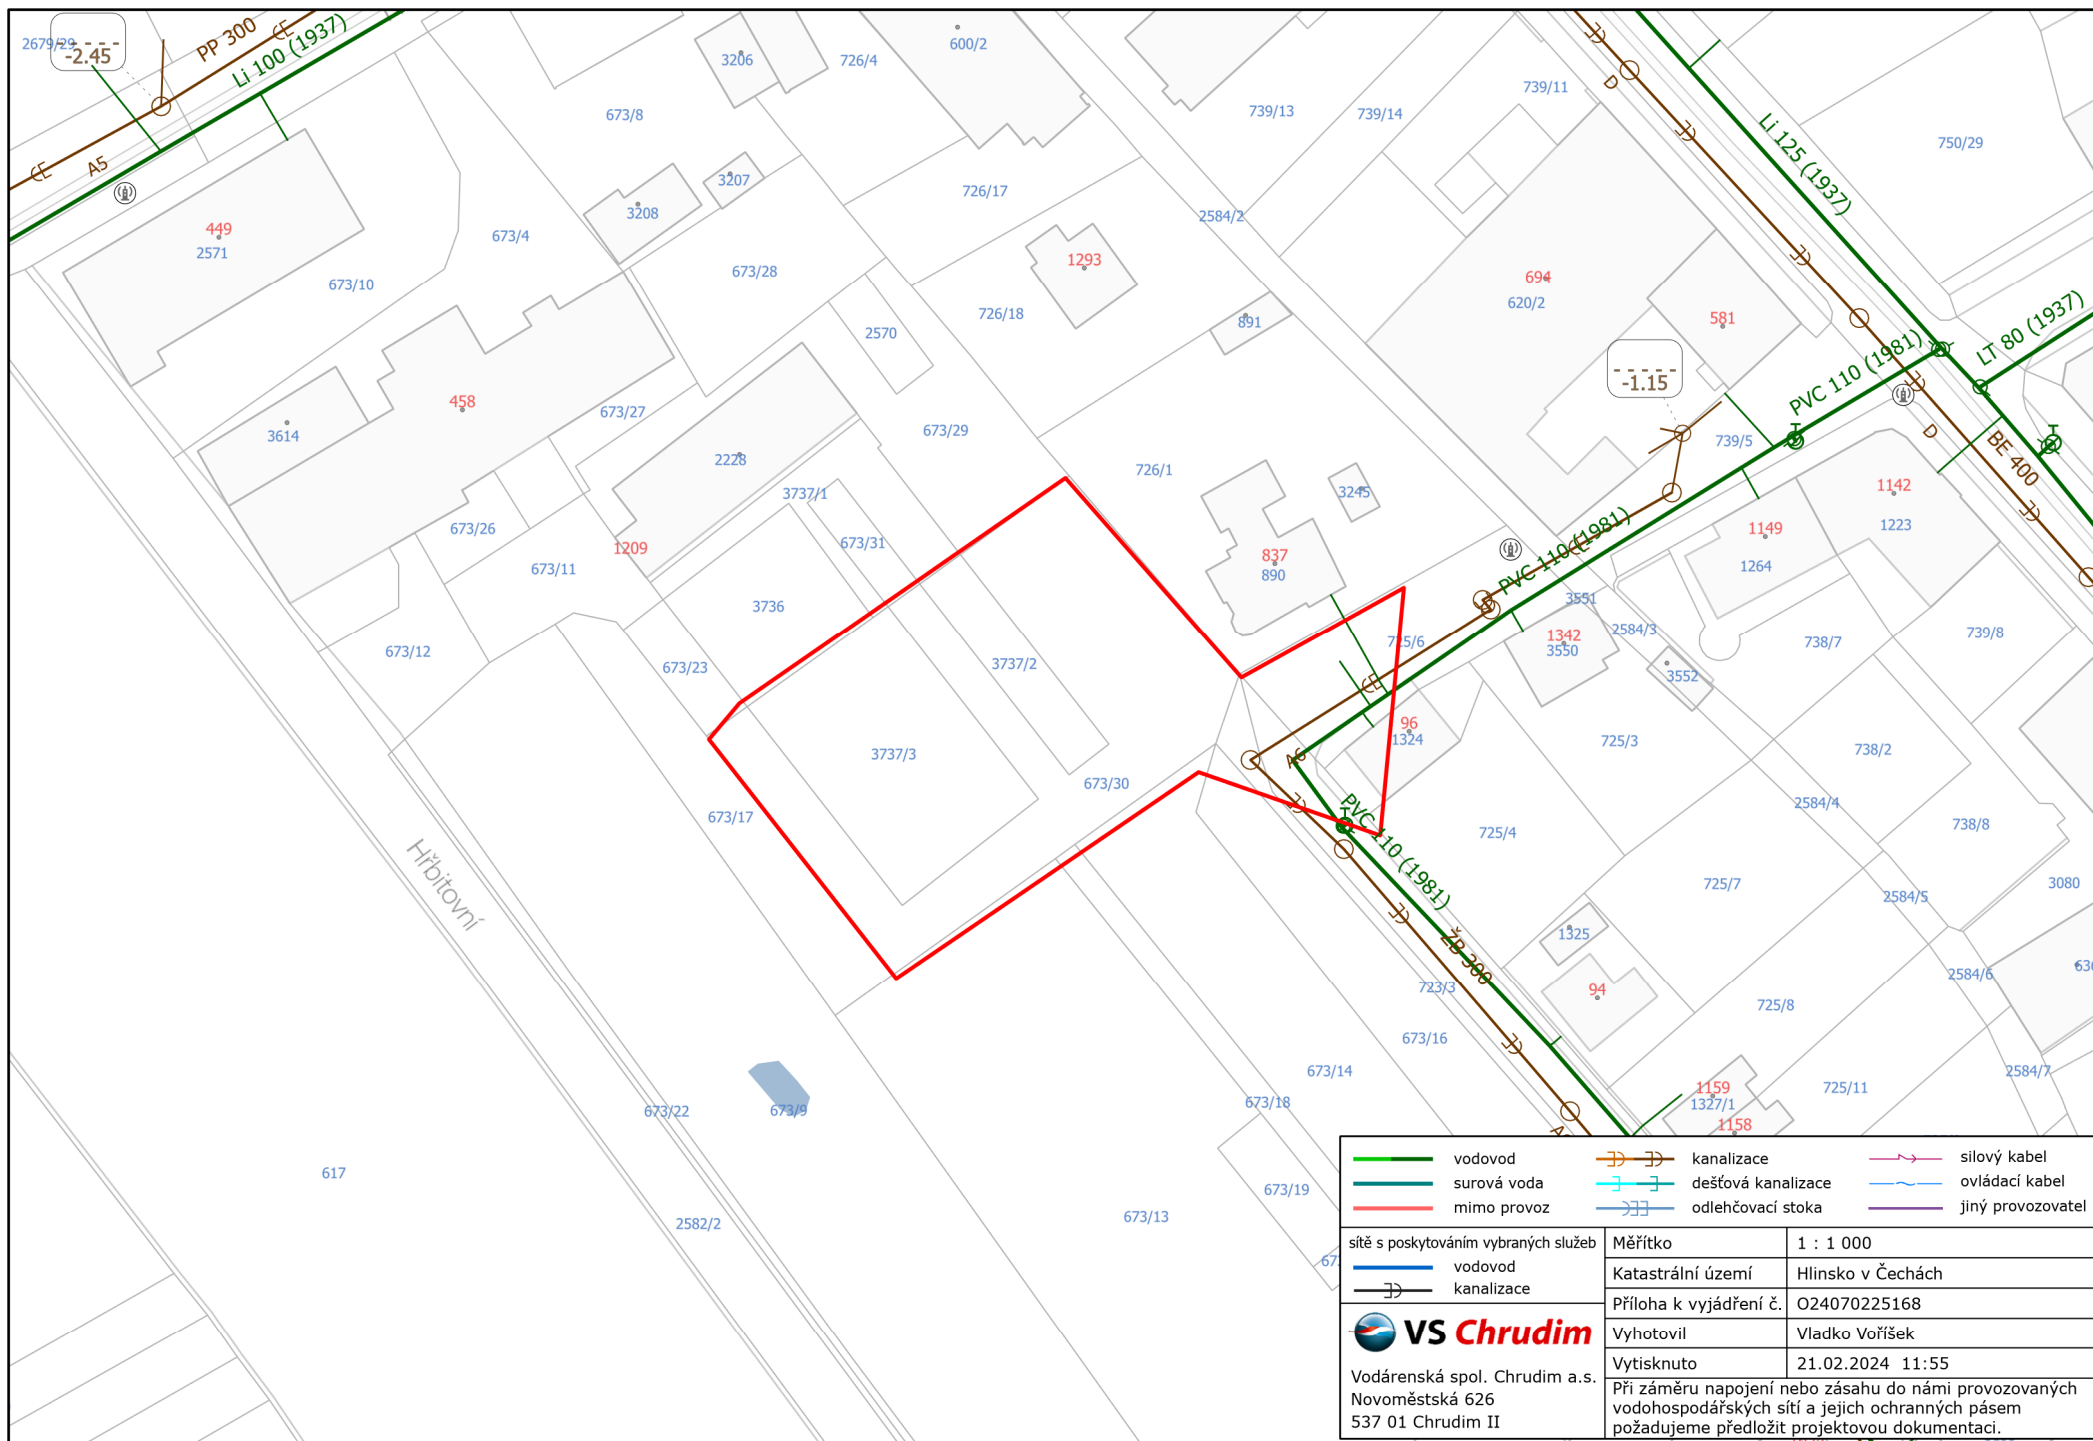 2679/29
-2.45
PP 300
Li 100 (1937)
A5
3206
726/4
600/2
673/8
739/13
739/14
739/11
D
Li 125 (1937)
750/29
3207
3208
726/17
2584/2
449
2571
673/4
673/10
673/28
1293
726/18
891
2570
694
620/2
581
LT 80 (1937)
PVC 110 (1981)
-1.15
458
3614
673/27
673/29
2228
726/1
739/5
D
BE 400
3245
3737/1
1142
1223
673/26
1209
673/31
837
890
PVC 110 (1981)
1149
1264
673/11
3736
3551
2584/3
1342
3550
725/6
738/7
739/8
673/12
673/23
3737/2
3552
96
1324
725/3
738/2
3737/3
A6
673/30
673/17
PVC 110 (1981)
725/4
2584/4
738/8
Hřbitovní
725/7
2584/5
3080
1325
ŽB 300
94
723/3
2584/6
636
725/8
673/16
673/14
2584/7
673/22
673/9
673/18
1159
1327/1
725/11
1158
617
673/19
673/13
2582/2
vodovod
surová voda
mimo provoz
kanalizace
dešťová kanalizace
odlehčovací stoka
silový kabel
ovládací kabel
jiný provozovatel
sítě s poskytováním vybraných služeb
vodovod
kanalizace
Měřítko 1 : 1 000
Katastrální území Hlinsko v Čechách
Příloha k vyjádření č. O24070225168
Vyhotovil Vladko Voříšek
Vytisknuto 21.02.2024 11:55
VS Chrudim
Vodárenská spol. Chrudim a.s.
Novoměstská 626
537 01 Chrudim II
Při záměru napojení nebo zásahu do námi provozovaných
vodohospodářských sítí a jejich ochranných pásem
požadujeme předložit projektovou dokumentaci.